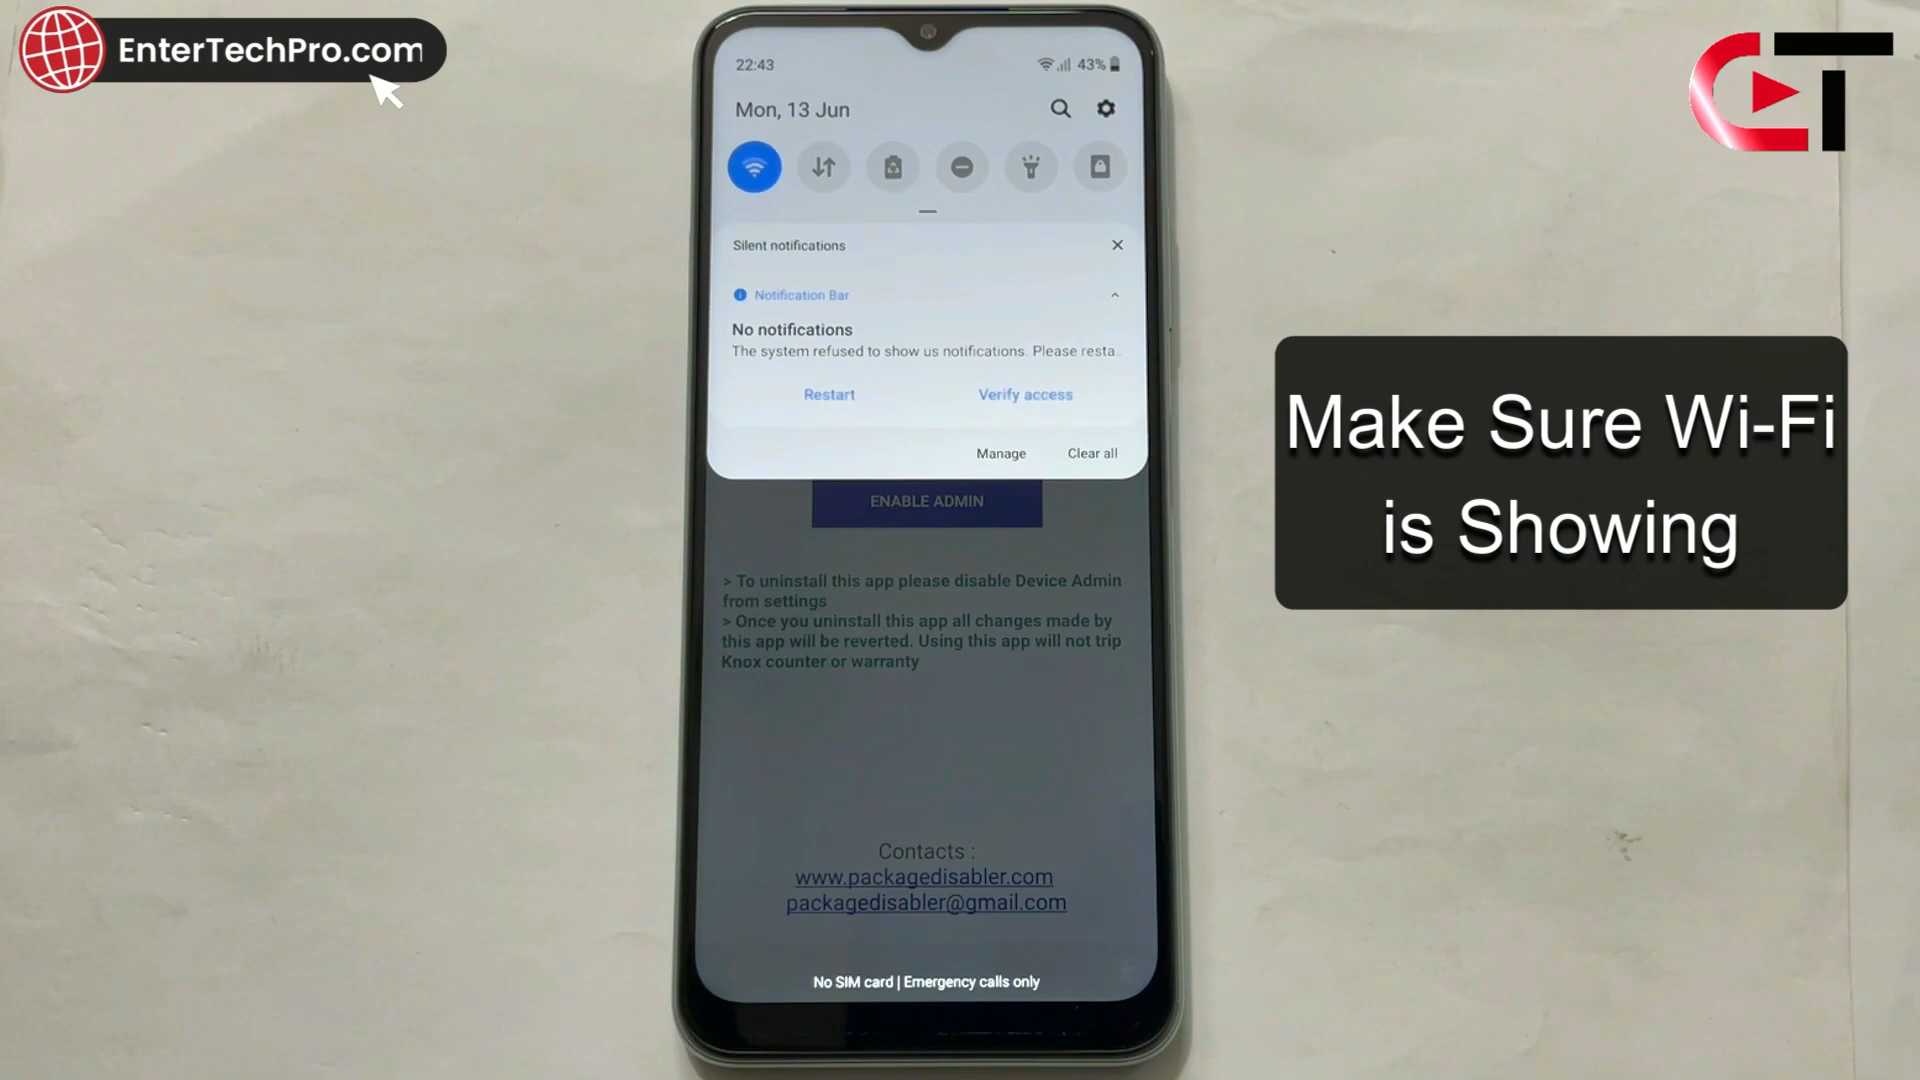 EnterTechPro.com
22:43
43%
Mon, 13 Jun
Silent notifications
Notification Bar
No notifications
The system refused to show us notifications. Please resta..
Restart
Verify access
Manage
Clear all
ENABLE ADMIN
> To uninstall this app please disable Device Admin
from settings
> Once you uninstall this app all changes made by
this app will be reverted. Using this app will not trip
Knox counter or warranty
Contacts :
www.packagedisabler.com
packagedisabler@gmail.com
No SIM card | Emergency calls only
Make Sure Wi-Fi
is Showing